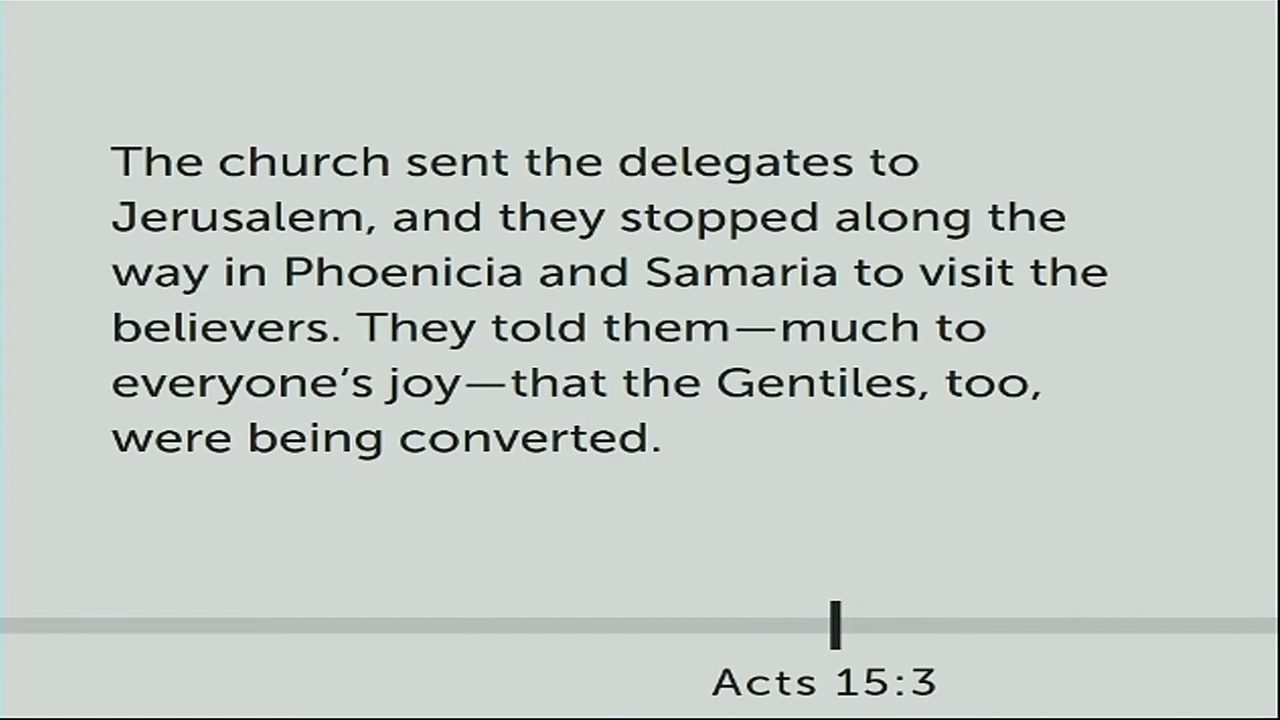 The church sent the delegates to
Jerusalem, and they stopped along the
way in Phoenicia and Samaria to visit the
believers. They told them—much to
everyone’s joy—that the Gentiles, too,
were being converted.
Acts 15:3